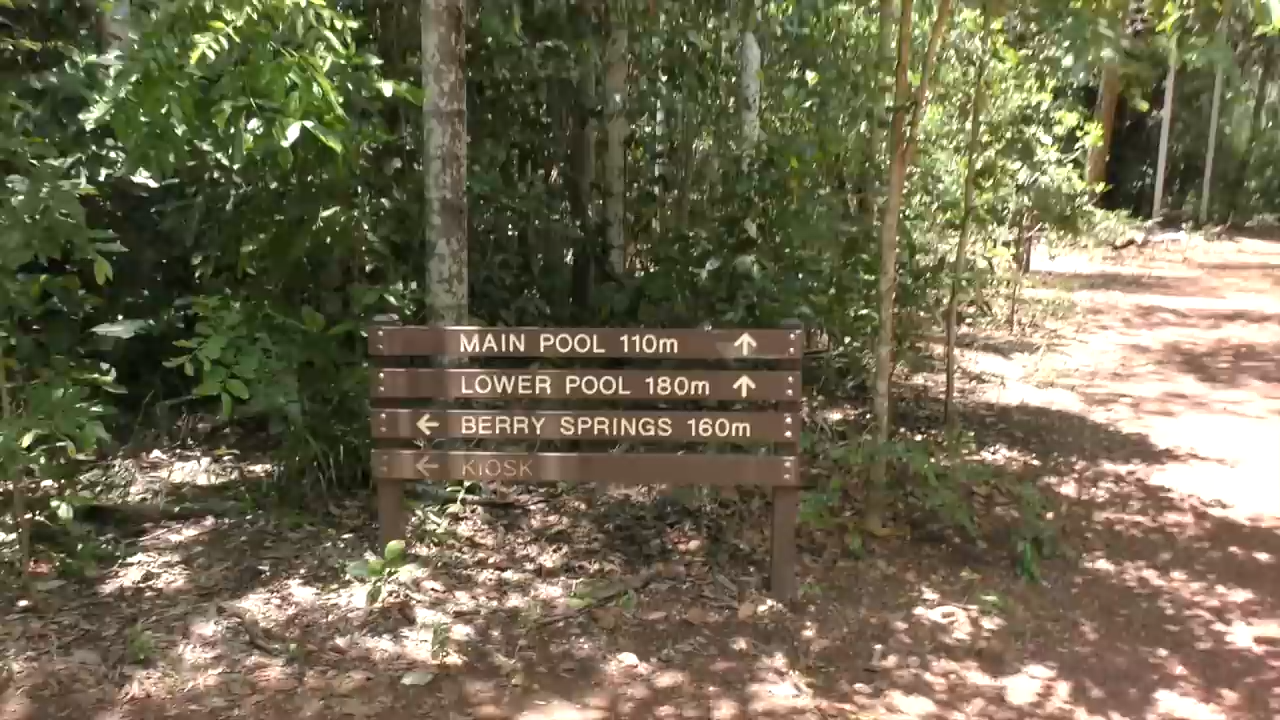 MAIN POOL 110m ↑
LOWER POOL 180m ↑
← BERRY SPRINGS 160m
← KIOSK